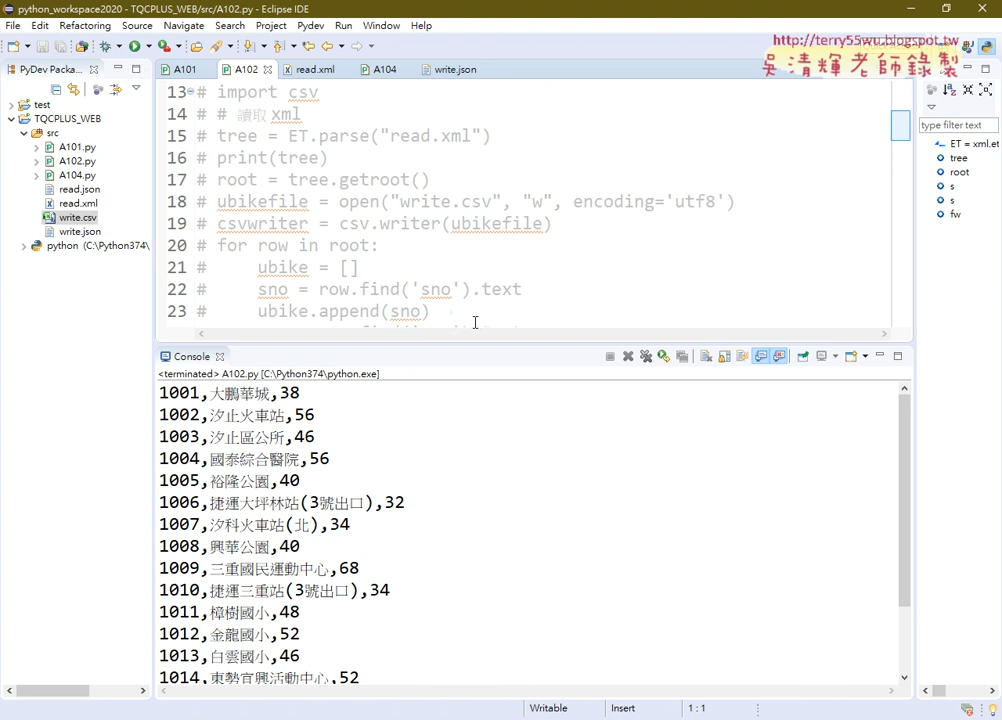 python_workspace2020 - TQCPLUS_WEB/src/A102.py - Eclipse IDE
File Edit Refactoring Source Navigate Search Project Pydev Run Window Help
http://terry55wu.blogspot.tw
吳清輝老師錄製
PyDev Packa...
A101
A102
read.xml
A104
write.json
test
TQCPLUS_WEB
src
A101.py
A102.py
A104.py
read.json
read.xml
write.csv
write.json
python (C:\Python374\
13 # import csv
14 # # 讀取 xml
15 # tree = ET.parse("read.xml")
16 # print(tree)
17 # root = tree.getroot()
18 # ubikefile = open("write.csv", "w", encoding='utf8')
19 # csvwriter = csv.writer(ubikefile)
20 # for row in root:
21 #     ubike = []
22 #     sno = row.find('sno').text
23 #     ubike.append(sno)
type filter text
ET = xml.et
tree
root
s
s
fw
Console
<terminated> A102.py [C:\Python374\python.exe]
1001,大鵬華城,38
1002,汐止火車站,56
1003,汐止區公所,46
1004,國泰綜合醫院,56
1005,裕隆公園,40
1006,捷運大坪林站(3號出口),32
1007,汐科火車站(北),34
1008,興華公園,40
1009,三重國民運動中心,68
1010,捷運三重站(3號出口),34
1011,樟樹國小,48
1012,金龍國小,52
1013,白雲國小,46
1014,東勢宜興活動中心,52
Writable
Insert
1 : 1